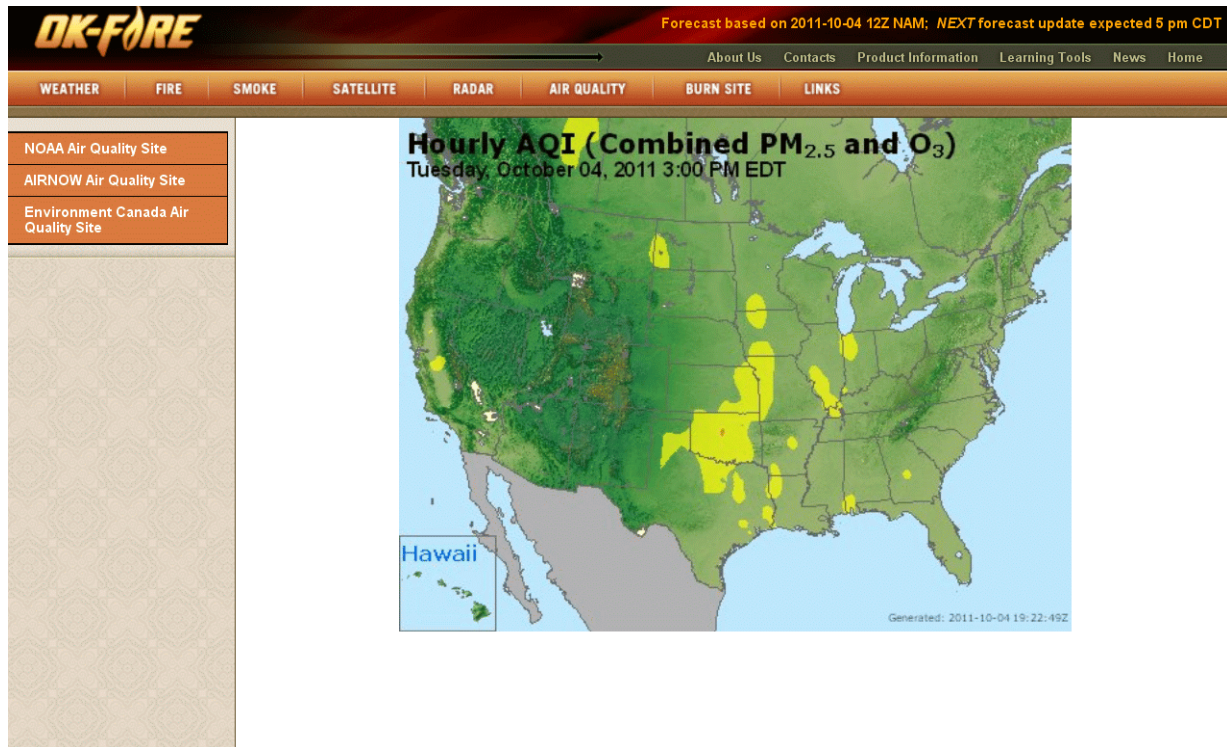 OK-FIRE
Forecast based on 2011-10-04 12Z NAM; NEXT forecast update expected 5 pm CDT
About Us Contacts Product Information Learning Tools News Home
WEATHER FIRE SMOKE SATELLITE RADAR AIR QUALITY BURN SITE LINKS
NOAA Air Quality Site
AIRNOW Air Quality Site
Environment Canada Air
Quality Site
Hourly AQI (Combined PM₂.₅ and O₃)
Tuesday, October 04, 2011 3:00 PM EDT
Hawaii
Generated: 2011-10-04 19:22:49Z